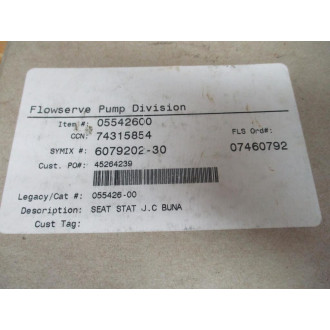 Flowserve Pump Division
Item #: 05542600
CCN: 74315854 FLS Ord#:
SYMIX #: 6079202-30 07460792
Cust. PO#: 45264239
Legacy/Cat #: 055426-00
Description: SEAT STAT J.C BUNA
Cust Tag: